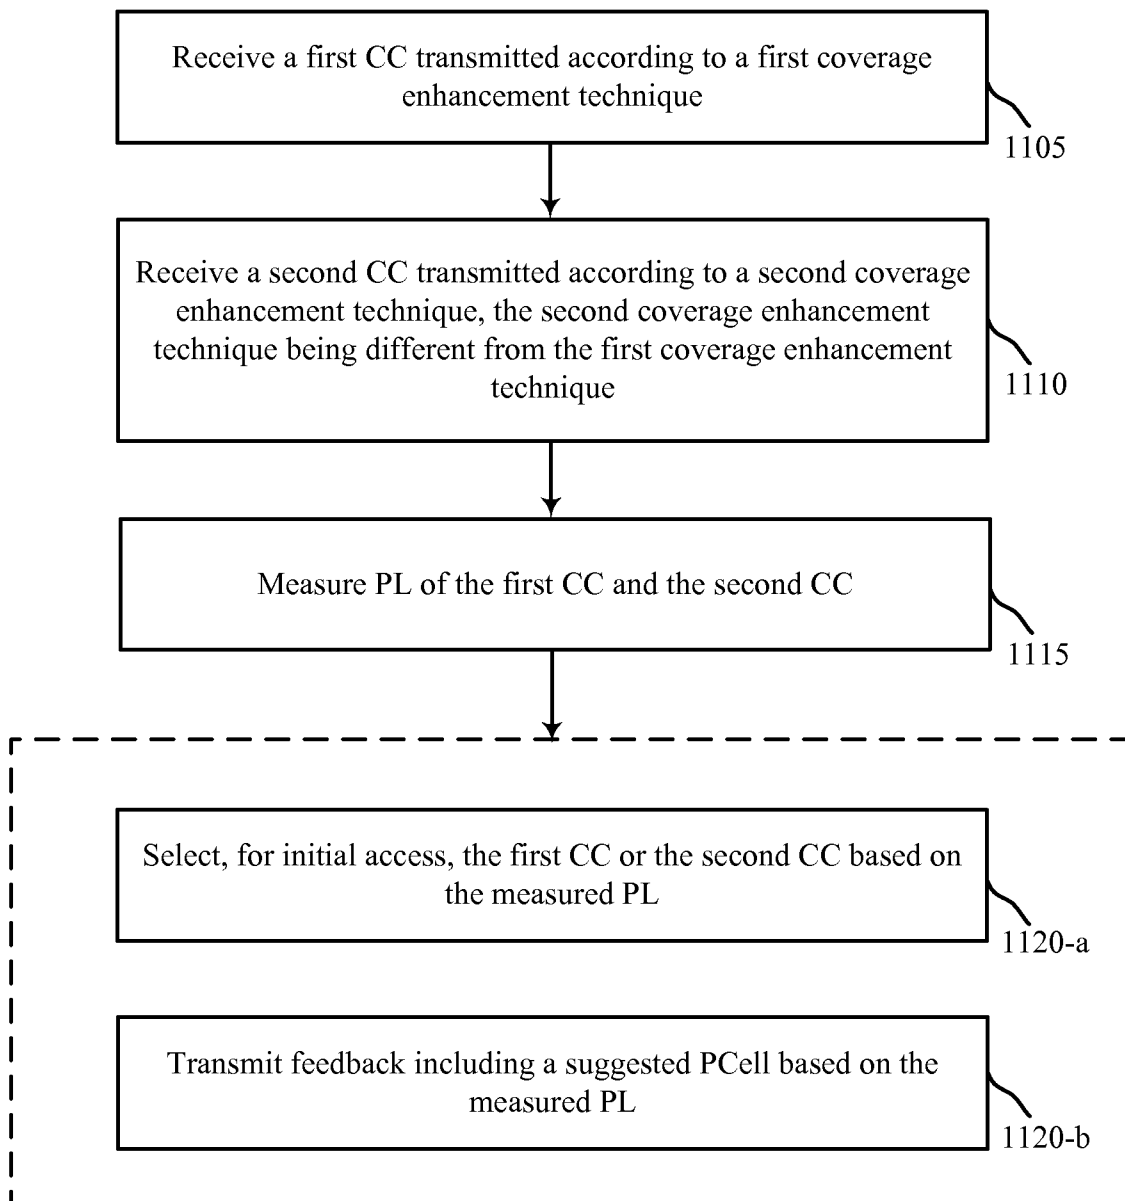 Receive a first CC transmitted according to a first coverage
enhancement technique
1105
Receive a second CC transmitted according to a second coverage
enhancement technique, the second coverage enhancement
technique being different from the first coverage enhancement
technique
1110
Measure PL of the first CC and the second CC
1115
Select, for initial access, the first CC or the second CC based on
the measured PL
1120-a
Transmit feedback including a suggested PCell based on the
measured PL
1120-b